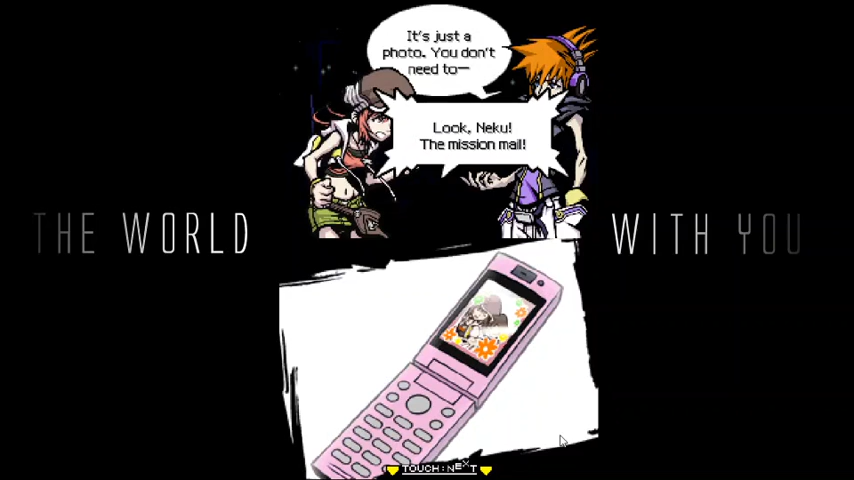 It's just a
photo. You don't
need to—
Look, Neku!
The mission mail!
THE WORLD
WITH YOU
TOUCH: NEXT